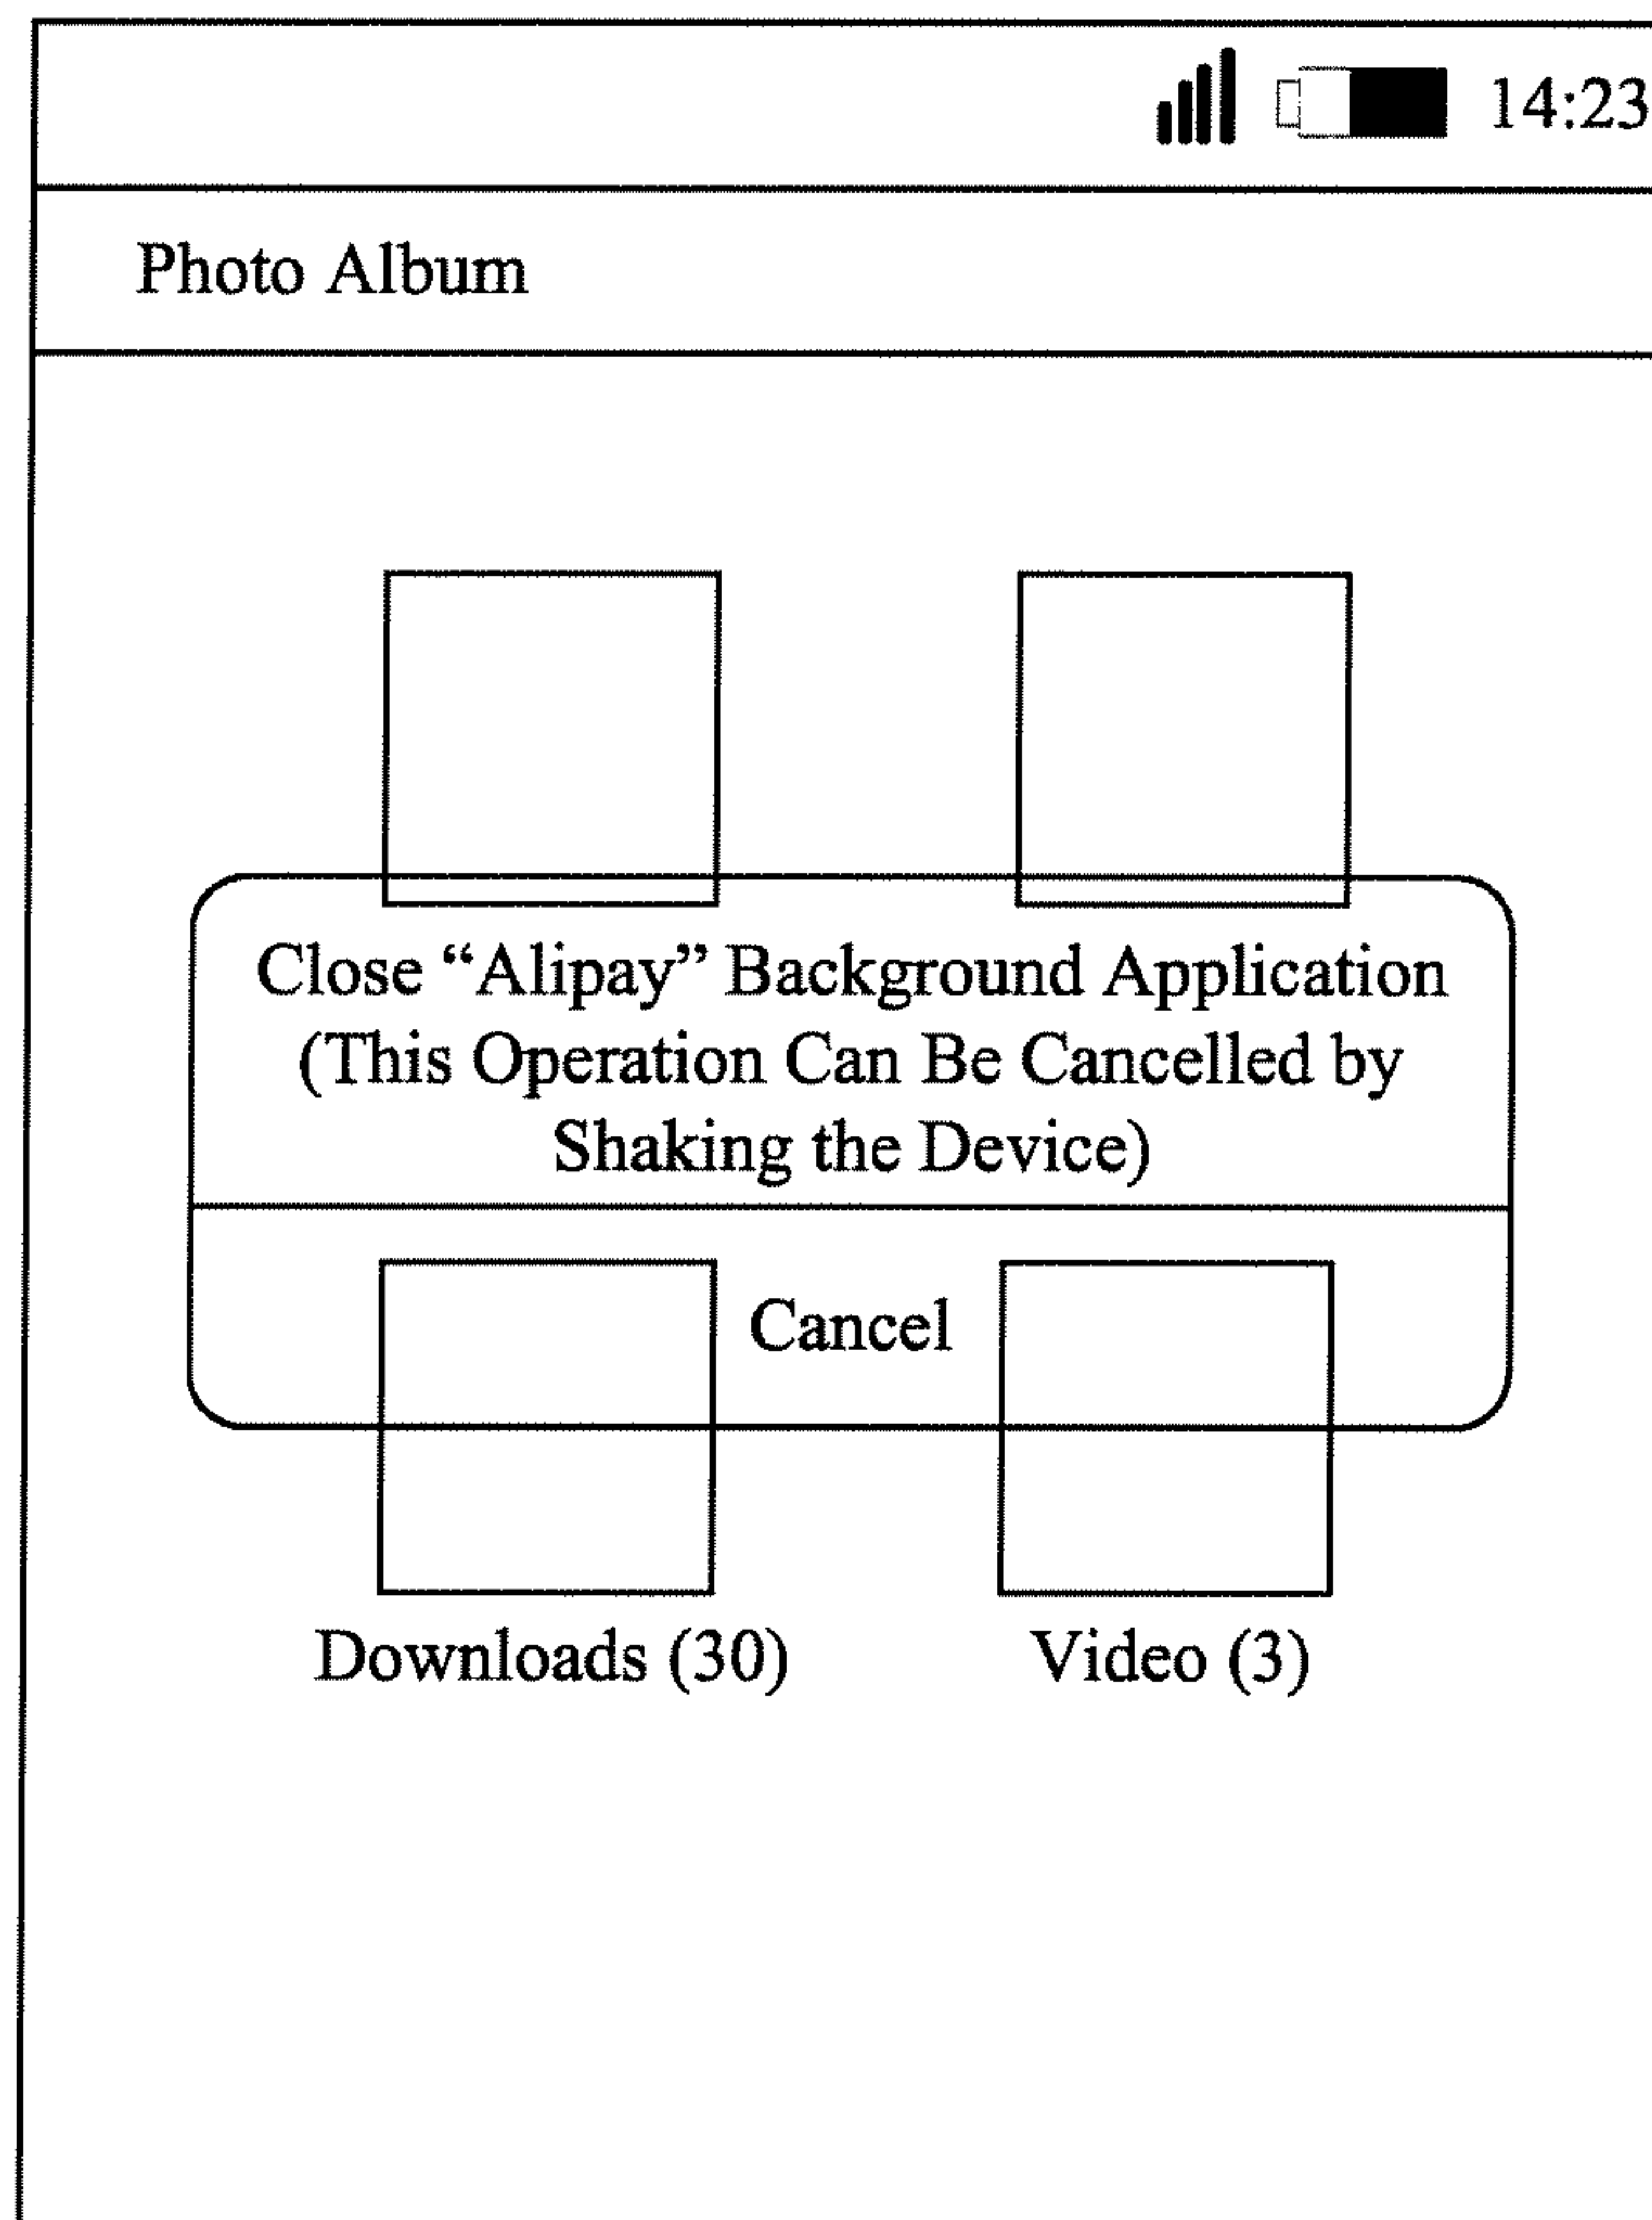 14:23
Photo Album
Close “Alipay” Background Application
(This Operation Can Be Cancelled by
Shaking the Device)
Cancel
Downloads (30)
Video (3)